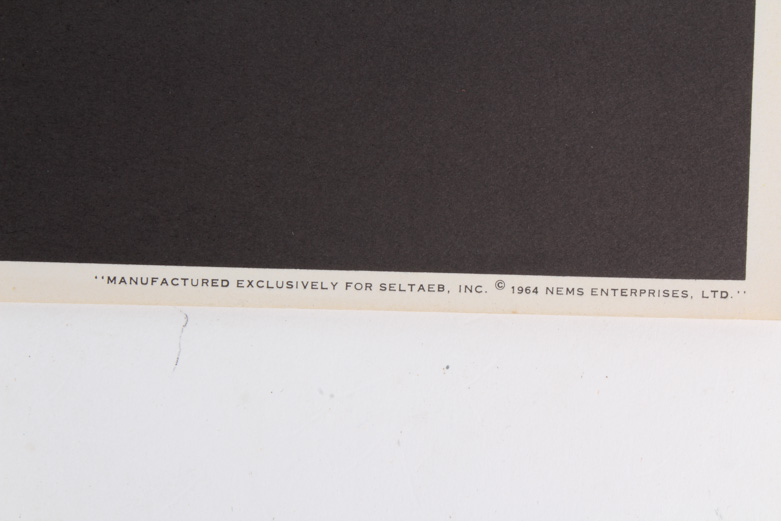 ''MANUFACTURED EXCLUSIVELY FOR SELTAEB, INC. © 1964 NEMS ENTERPRISES, LTD.''